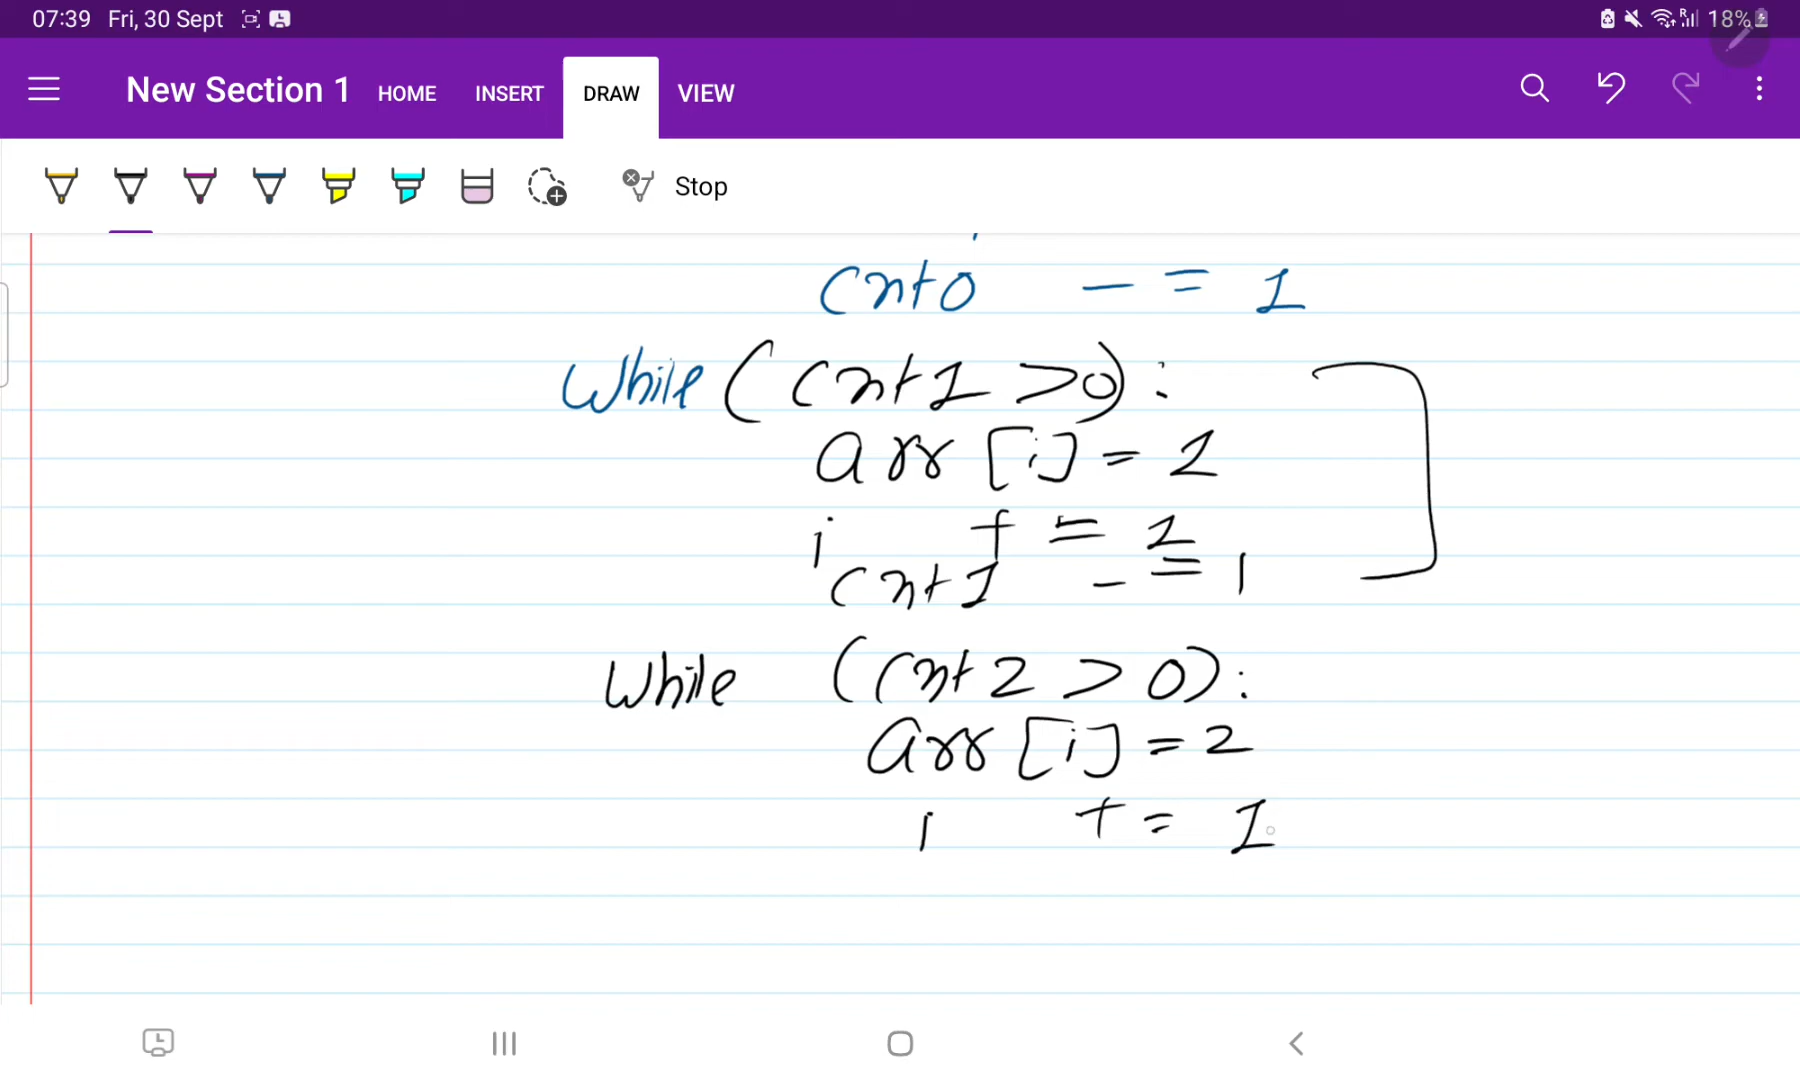 07:39 Fri, 30 Sept 18%
New Section 1 HOME INSERT DRAW VIEW
Stop
cnt0 - = 1
While (cnt1 >0) :
arr [i] = 1
i + = 1
cnt1 - = 1
While (cnt2 > 0) :
arr [i] = 2
i + = 1